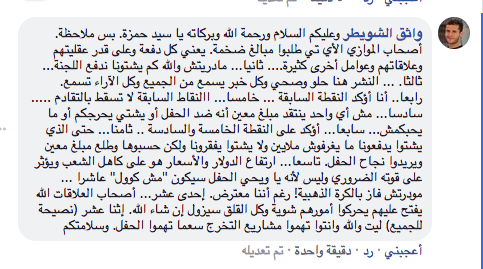 واثق الشويطر وعليكم السلام ورحمة الله وبركاته يا سيد حمزة. بس ملاحظة.
أصحاب الموازي الأي تي طلبوا مبالغ ضخمة. يعني كل دفعة وعلى قدر عقليتهم
وعلاقاتهم وعوامل أخرى كثيرة.... ثانيا... مادريتش والله كم يشتونا ندفع اللجنة...
ثالثا. ... النشر هنا حلو وصحي وكل خبر يسمع من الجميع وكل الآراء تسمع.
رابعا.. أنا أؤكد النقطة السابقة ... خامسا... االنقاط السابقة لا تسقط بالتقادم .....
سادسا... مش أي واحد ينتقد مبلغ معين أنه ضد الحفل أو يشتي يحرجكم أو ما
يحبكمش... سابعا.. أؤكد على النقطة الخامسة والسادسة .. ثامنا... حتى الذي
يشتوا يدفعونا ما يغرفوش ملايين ولا يشتوا يفقرونا ولكن حسبوها وطلع مبلغ معين
ويريدوا نجاح الحفل. تاسعا... ارتفاع الدولار والأسعار هو على كاهل الشعب ويؤثر
على قوته الضروري وليس لأنه يا ويحي الحفل سيكون "مش كوول" عاشرا ...
مودرتش فاز بالكرة الذهبية! رغم أننا معترض. إحدى عشر... أصحاب العلاقات الله
يفتح عليهم يحركوا أمورهم شوية وكل القلق سيزول إن شاء الله. إثنا عشر (نصيحة
للجميع) ليت والله وانتوا تهموا مشاريع التخرج سعما تهموا الحفل. وسلامتكم
أعجبني · رد · دقيقة واحدة · تم تعديله